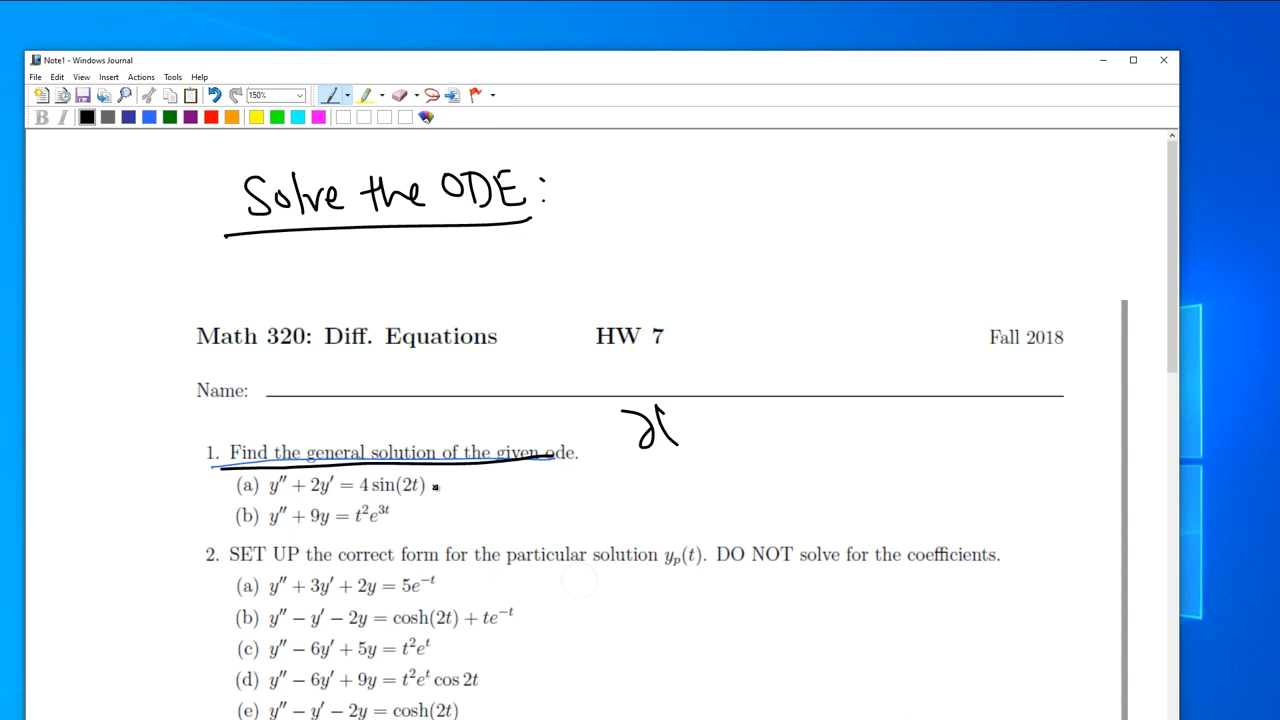 Note1 - Windows Journal
File Edit View Insert Actions Tools Help
150%
B I
Solve the ODE:
Math 320: Diff. Equations HW 7 Fall 2018
Name:
x
1. Find the general solution of the given ode.
(a) y″ + 2y′ = 4 sin(2t)
(b) y″ + 9y = t²e³ᵗ
2. SET UP the correct form for the particular solution yₚ(t). DO NOT solve for the coefficients.
(a) y″ + 3y′ + 2y = 5e⁻ᵗ
(b) y″ − y′ − 2y = cosh(2t) + te⁻ᵗ
(c) y″ − 6y′ + 5y = t²eᵗ
(d) y″ − 6y′ + 9y = t²eᵗ cos 2t
(e) y″ − y′ − 2y = cosh(2t)